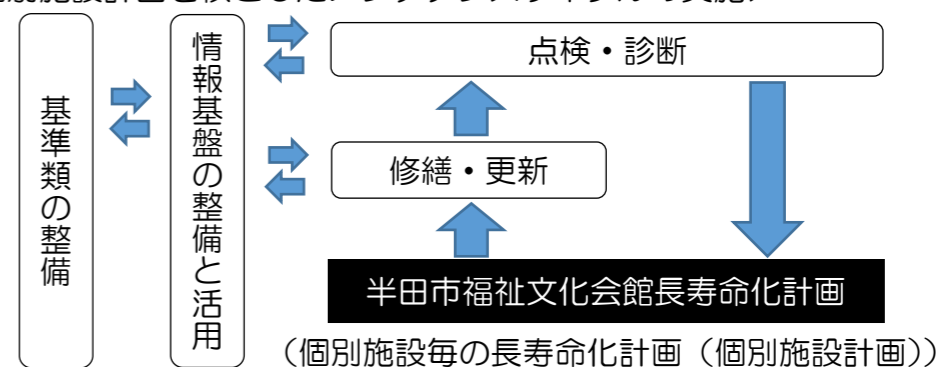 基準類の整備
情報基盤の整備と活用
点検・診断
修繕・更新
半田市福祉文化会館長寿命化計画
（個別施設毎の長寿命化計画（個別施設計画））